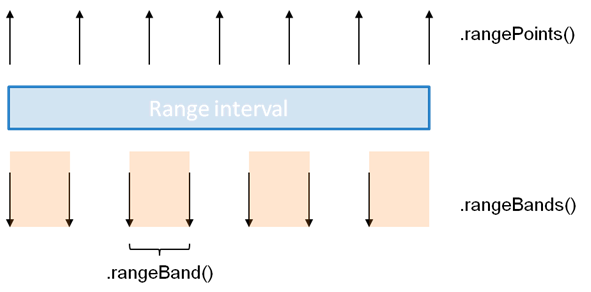 .rangePoints()
Range interval
.rangeBands()
.rangeBand()